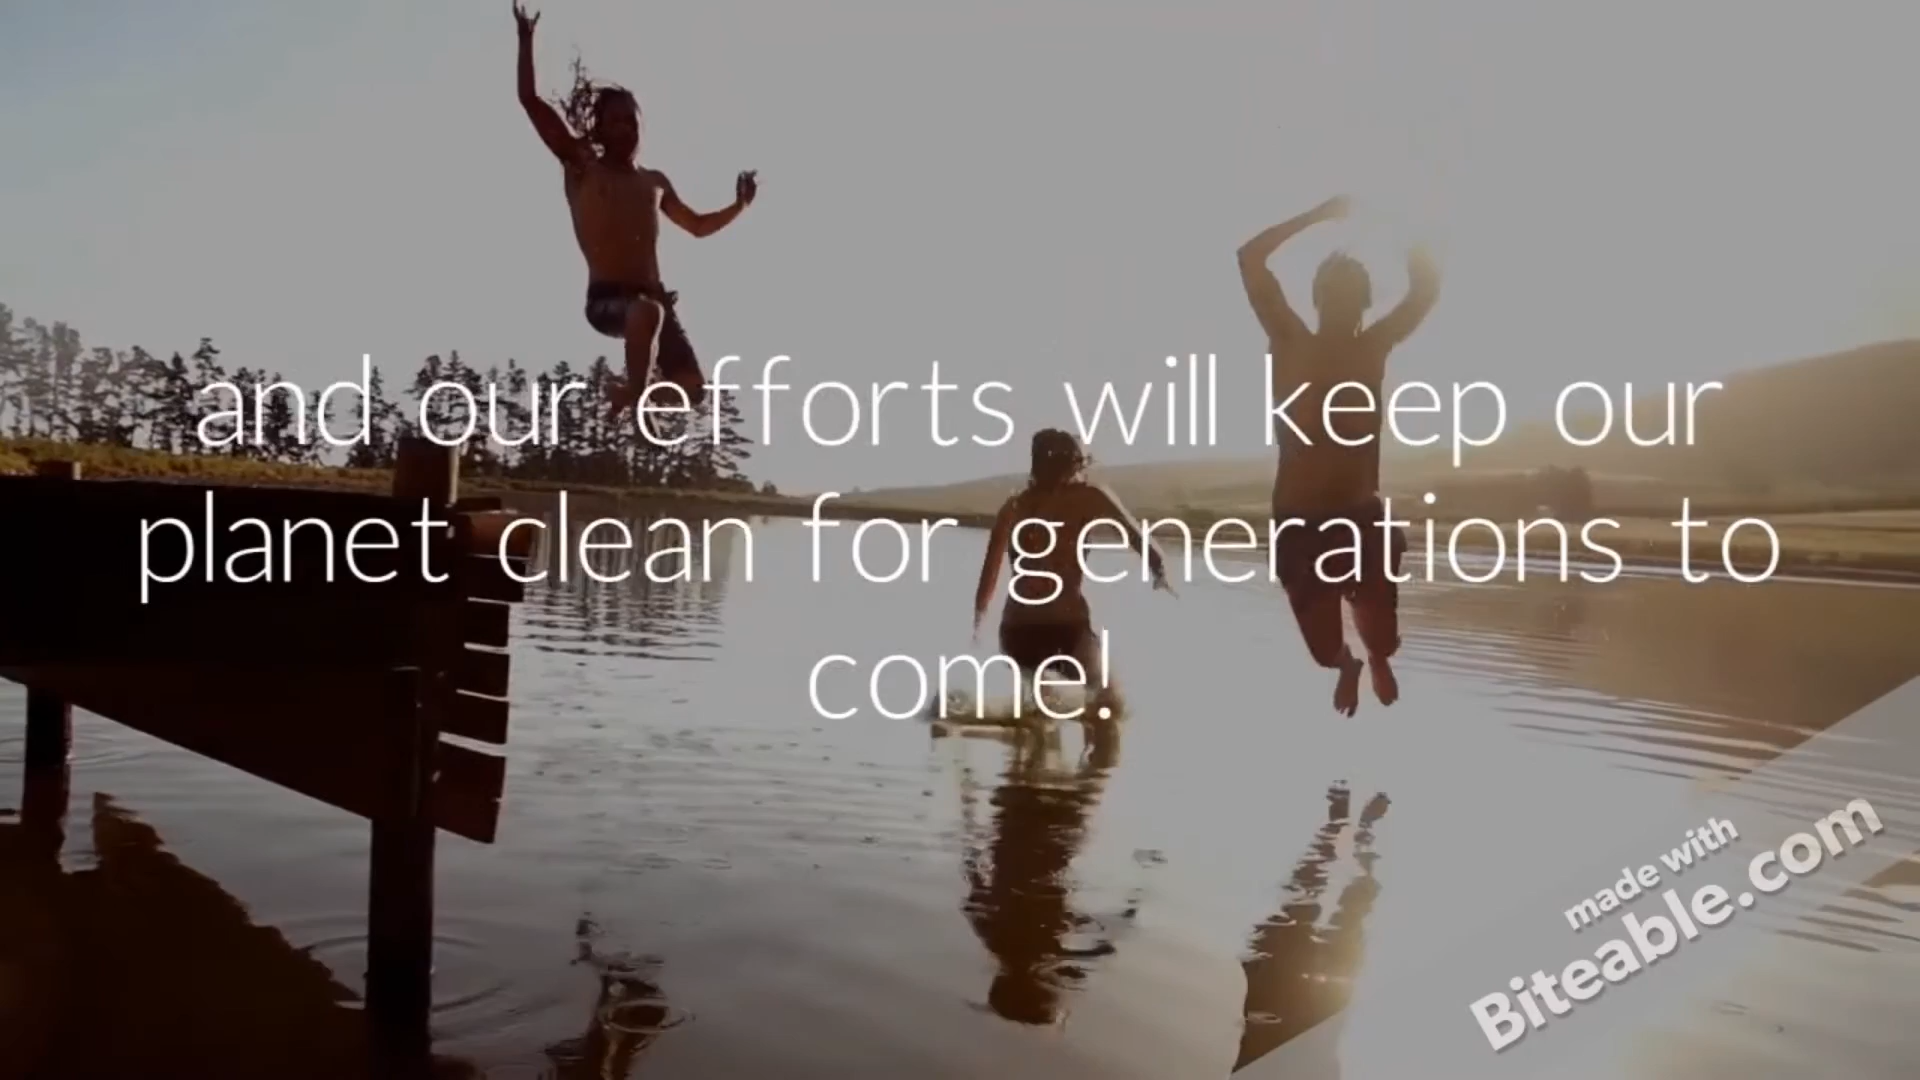 and our efforts will keep our
planet clean for generations to
come!
made with
Biteable.com